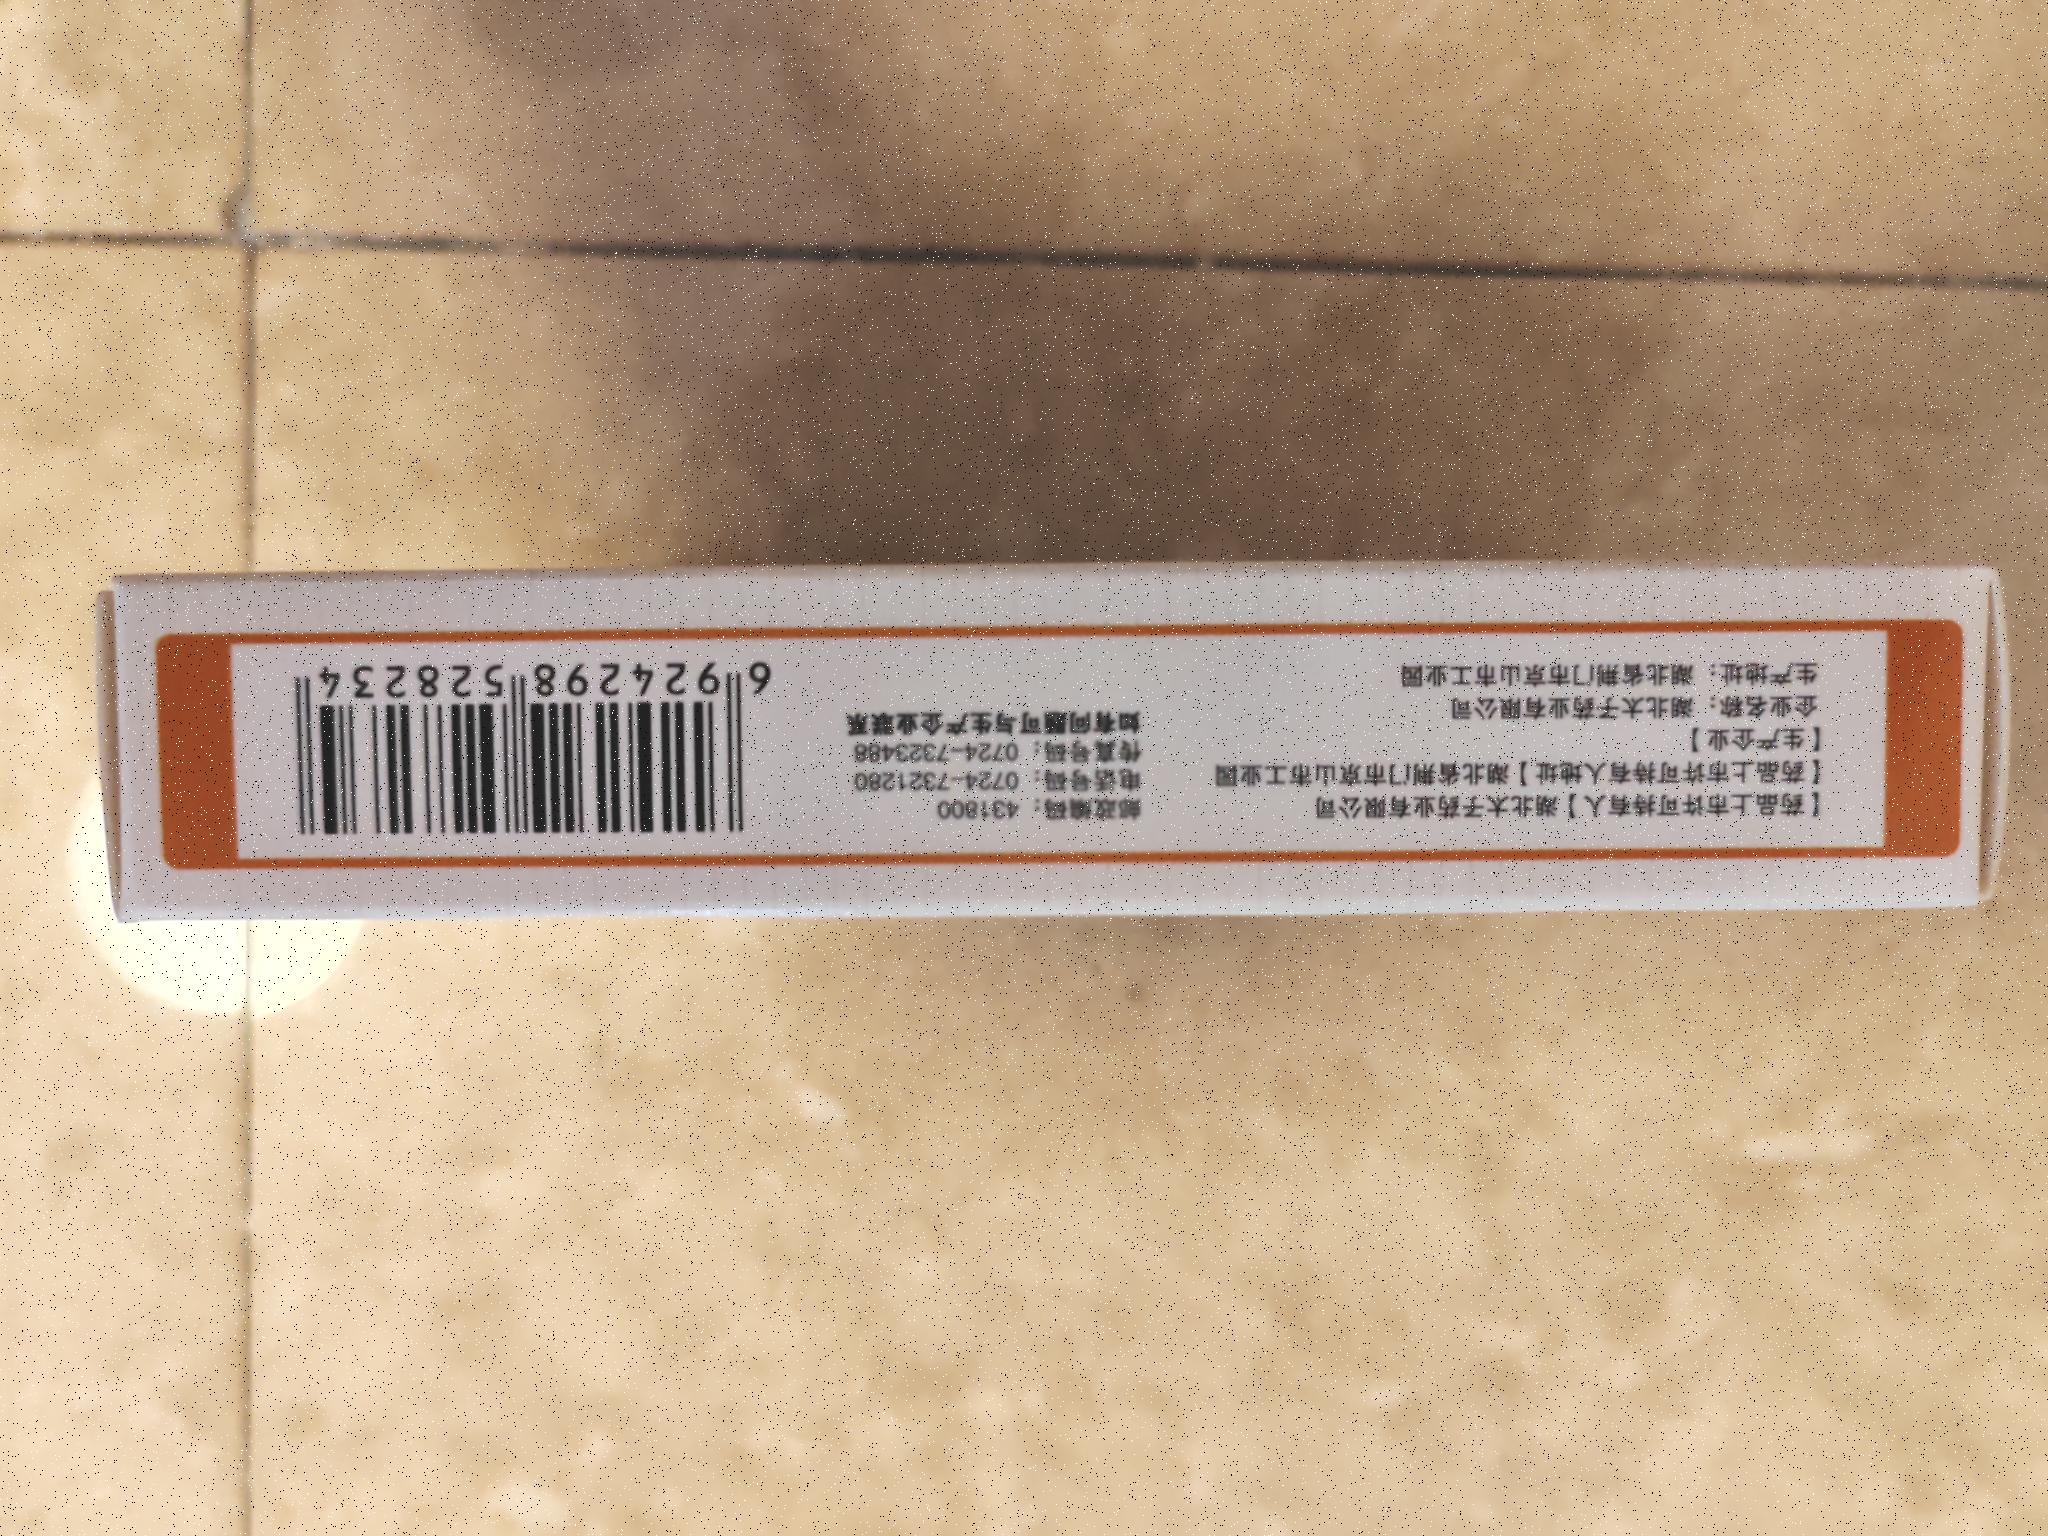 【药品上市许可持有人】湖北太子药业有限公司
【药品上市许可持有人地址】湖北省荆门市京山市工业园
【生产企业】
企业名称：湖北太子药业有限公司
生产地址：湖北省荆门市京山市工业园
邮政编码：431800
电话号码：0724-7321280
传真号码：0724-7323488
如有问题可与生产企业联系
6 924298 528234